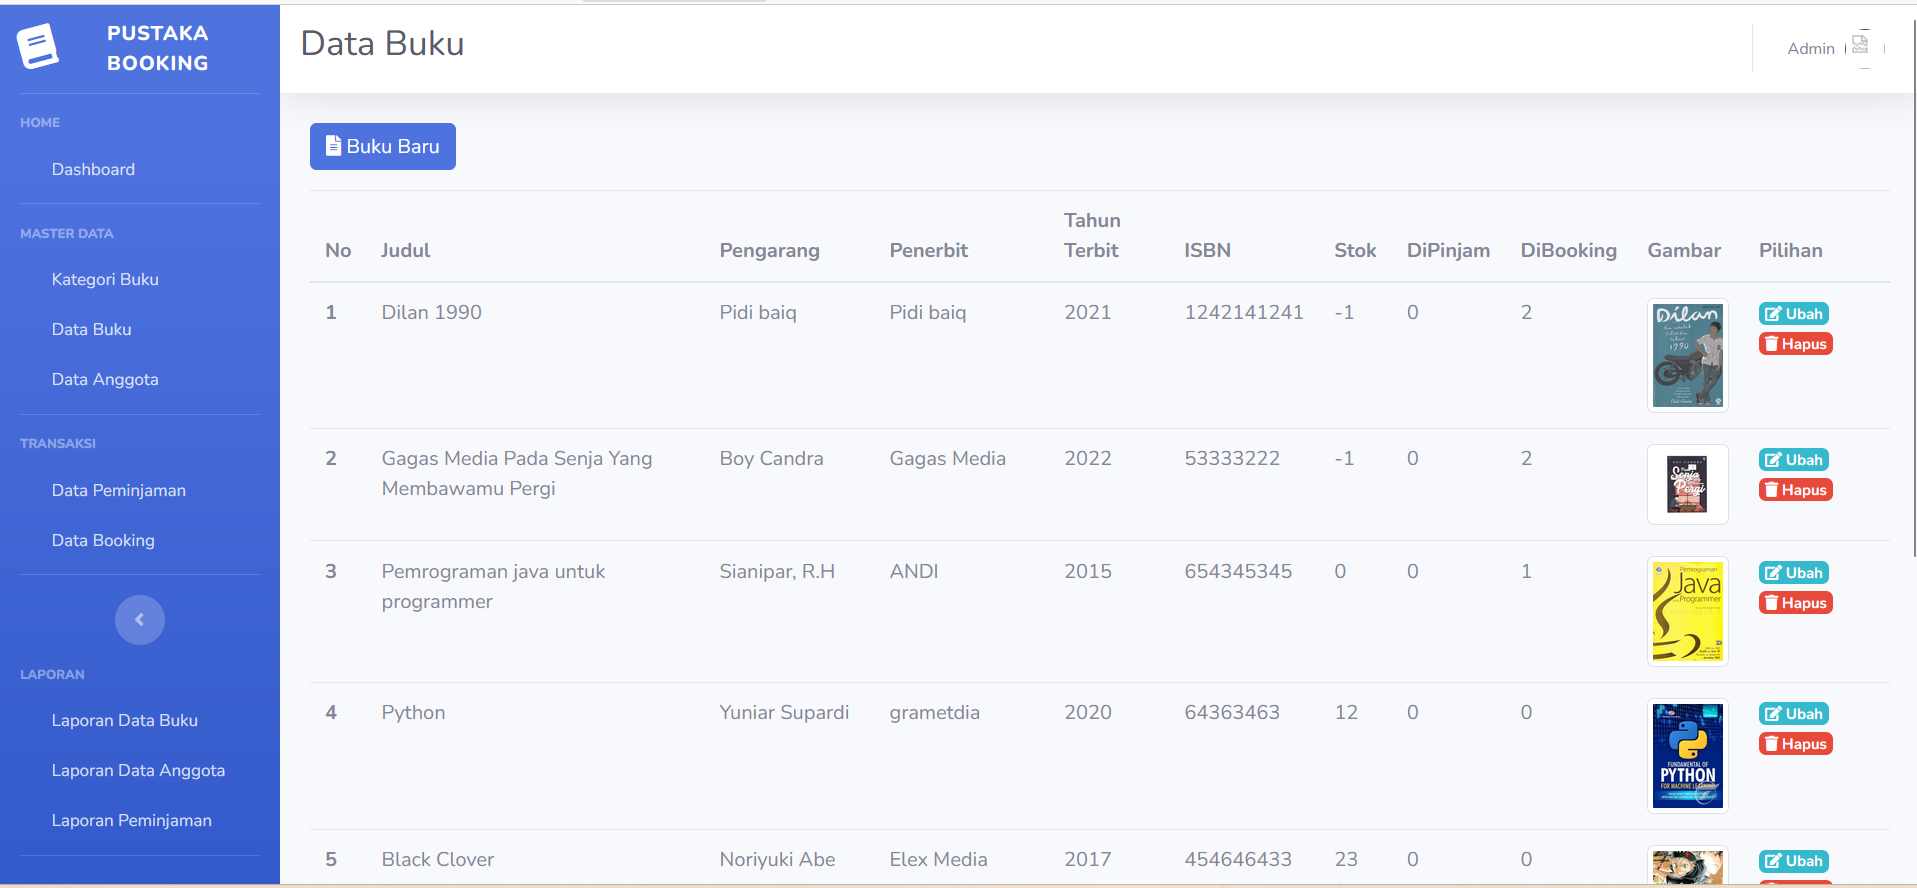 PUSTAKA
BOOKING
HOME
Dashboard
MASTER DATA
Kategori Buku
Data Buku
Data Anggota
TRANSAKSI
Data Peminjaman
Data Booking
LAPORAN
Laporan Data Buku
Laporan Data Anggota
Laporan Peminjaman
Data Buku
Admin
Buku Baru
No Judul Pengarang Penerbit Tahun Terbit ISBN Stok DiPinjam DiBooking Gambar Pilihan
1 Dilan 1990 Pidi baiq Pidi baiq 2021 1242141241 -1 0 2 Ubah
Hapus
Dilan
1990
2 Gagas Media Pada Senja Yang Boy Candra Gagas Media 2022 53333222 -1 0 2 Ubah
Membawamu Pergi Hapus
Senja
Pergi
3 Pemrograman java untuk Sianipar, R.H ANDI 2015 654345345 0 0 1 Ubah
programmer Hapus
Pemrograman
Java
Programmer
4 Python Yuniar Supardi grametdia 2020 64363463 12 0 0 Ubah
Hapus
FUNDAMENTAL OF
PYTHON
FOR MACHINE LEARNING
5 Black Clover Noriyuki Abe Elex Media 2017 454646433 23 0 0 Ubah